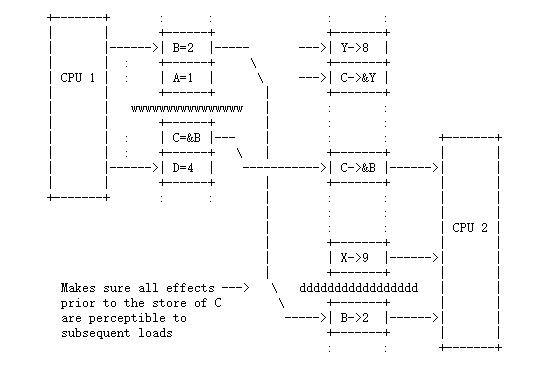 B=2 Y->8
CPU 1 A=1 C->&Y
wwwwwwwwwwwwwwww
C=&B
D=4 C->&B
CPU 2
X->9
Makes sure all effects ---> ddddddddddddddddd
prior to the store of C
are perceptible to B->2
subsequent loads